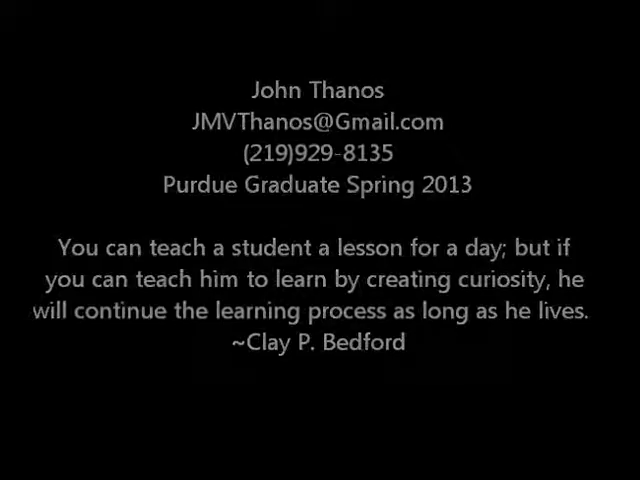 John Thanos
JMVThanos@Gmail.com
(219)929-8135
Purdue Graduate Spring 2013
You can teach a student a lesson for a day; but if
you can teach him to learn by creating curiosity, he
will continue the learning process as long as he lives.
~Clay P. Bedford